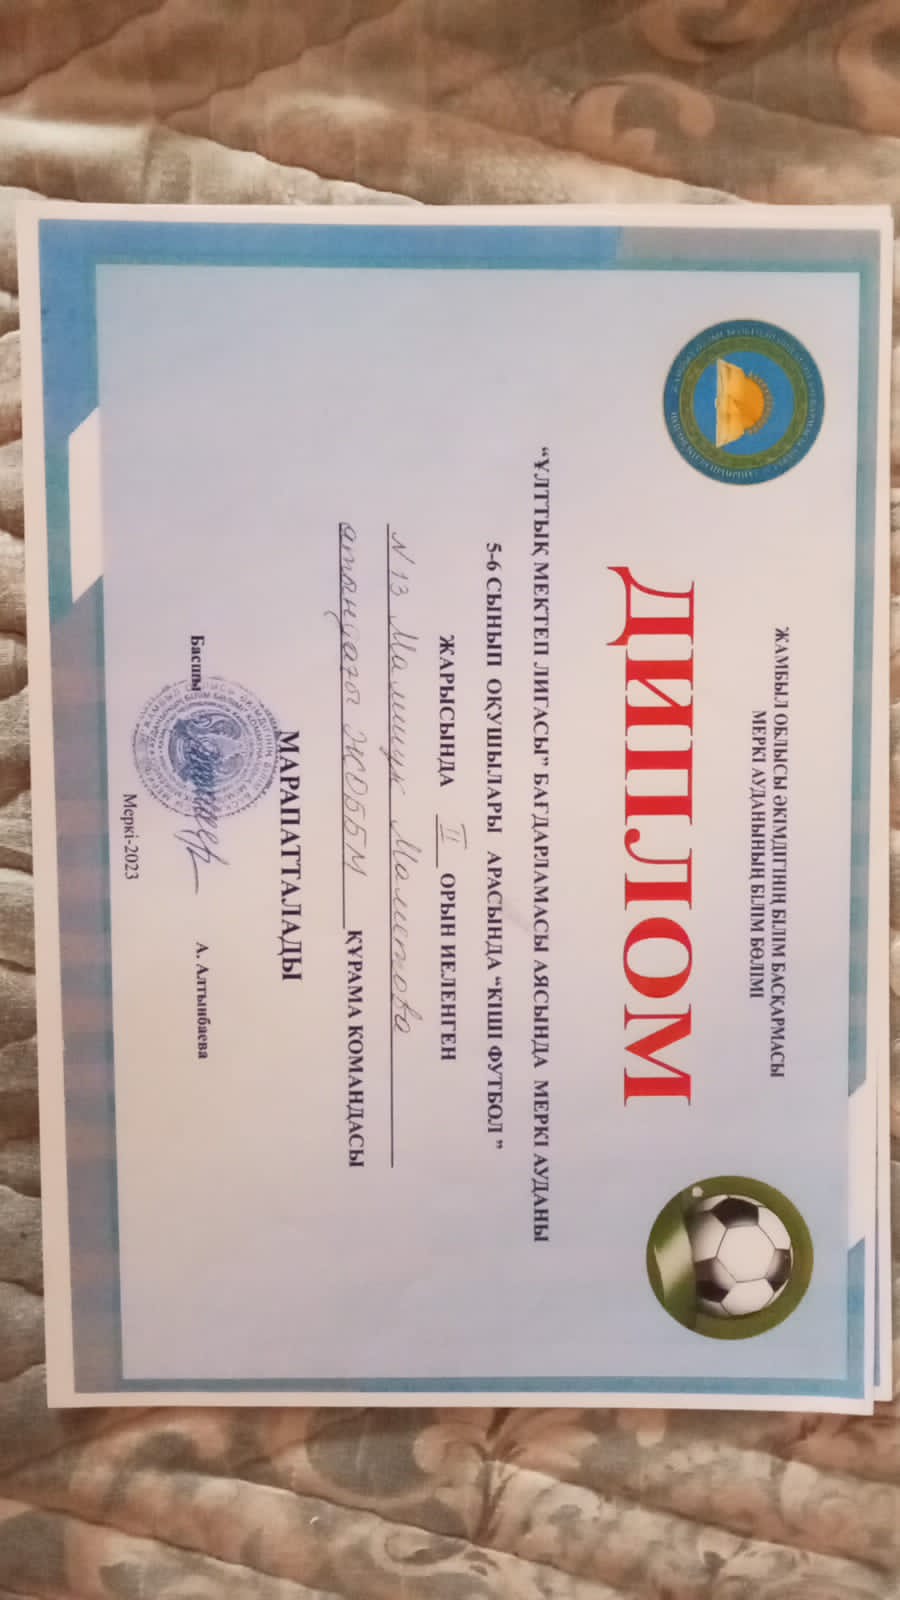 ЖАМБЫЛ ОБЛЫСЫ ӘКІМДІГІНІҢ БІЛІМ БАСҚАРМАСЫ
МЕРКІ АУДАНЫНЫҢ БІЛІМ БӨЛІМІ
ДИПЛОМ
“ҰЛТТЫҚ МЕКТЕП ЛИГАСЫ” БАҒДАРЛАМАСЫ АЯСЫНДА МЕРКІ АУДАНЫ
5-6 СЫНЫП ОҚУШЫЛАРЫ АРАСЫНДА “КІШІ ФУТБОЛ ”
ЖАРЫСЫНДА II ОРЫН ИЕЛЕНГЕН
N 13 Мәншүк Маметова
атындағы ЖОББМ ҚҰРАМА КОМАНДАСЫ
МАРАПАТТАЛАДЫ
Басшы А. Алтынбаева
Меркі-2023